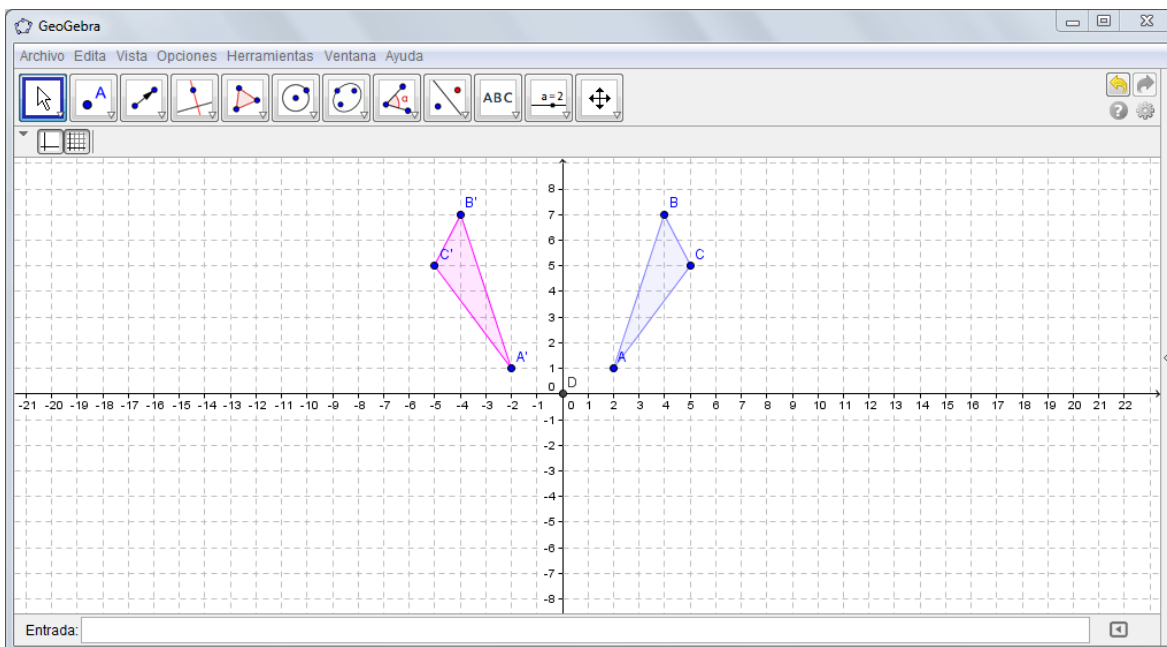 GeoGebra
Archivo Edita Vista Opciones Herramientas Ventana Ayuda
A α ABC a=2
8
B' B
7
6
C' C
5
4
3
2
A' A
1
0 D
-21 -20 -19 -18 -17 -16 -15 -14 -13 -12 -11 -10 -9 -8 -7 -6 -5 -4 -3 -2 -1 0 1 2 3 4 5 6 7 8 9 10 11 12 13 14 15 16 17 18 19 20 21 22
-1
-2
-3
-4
-5
-6
-7
-8
Entrada: